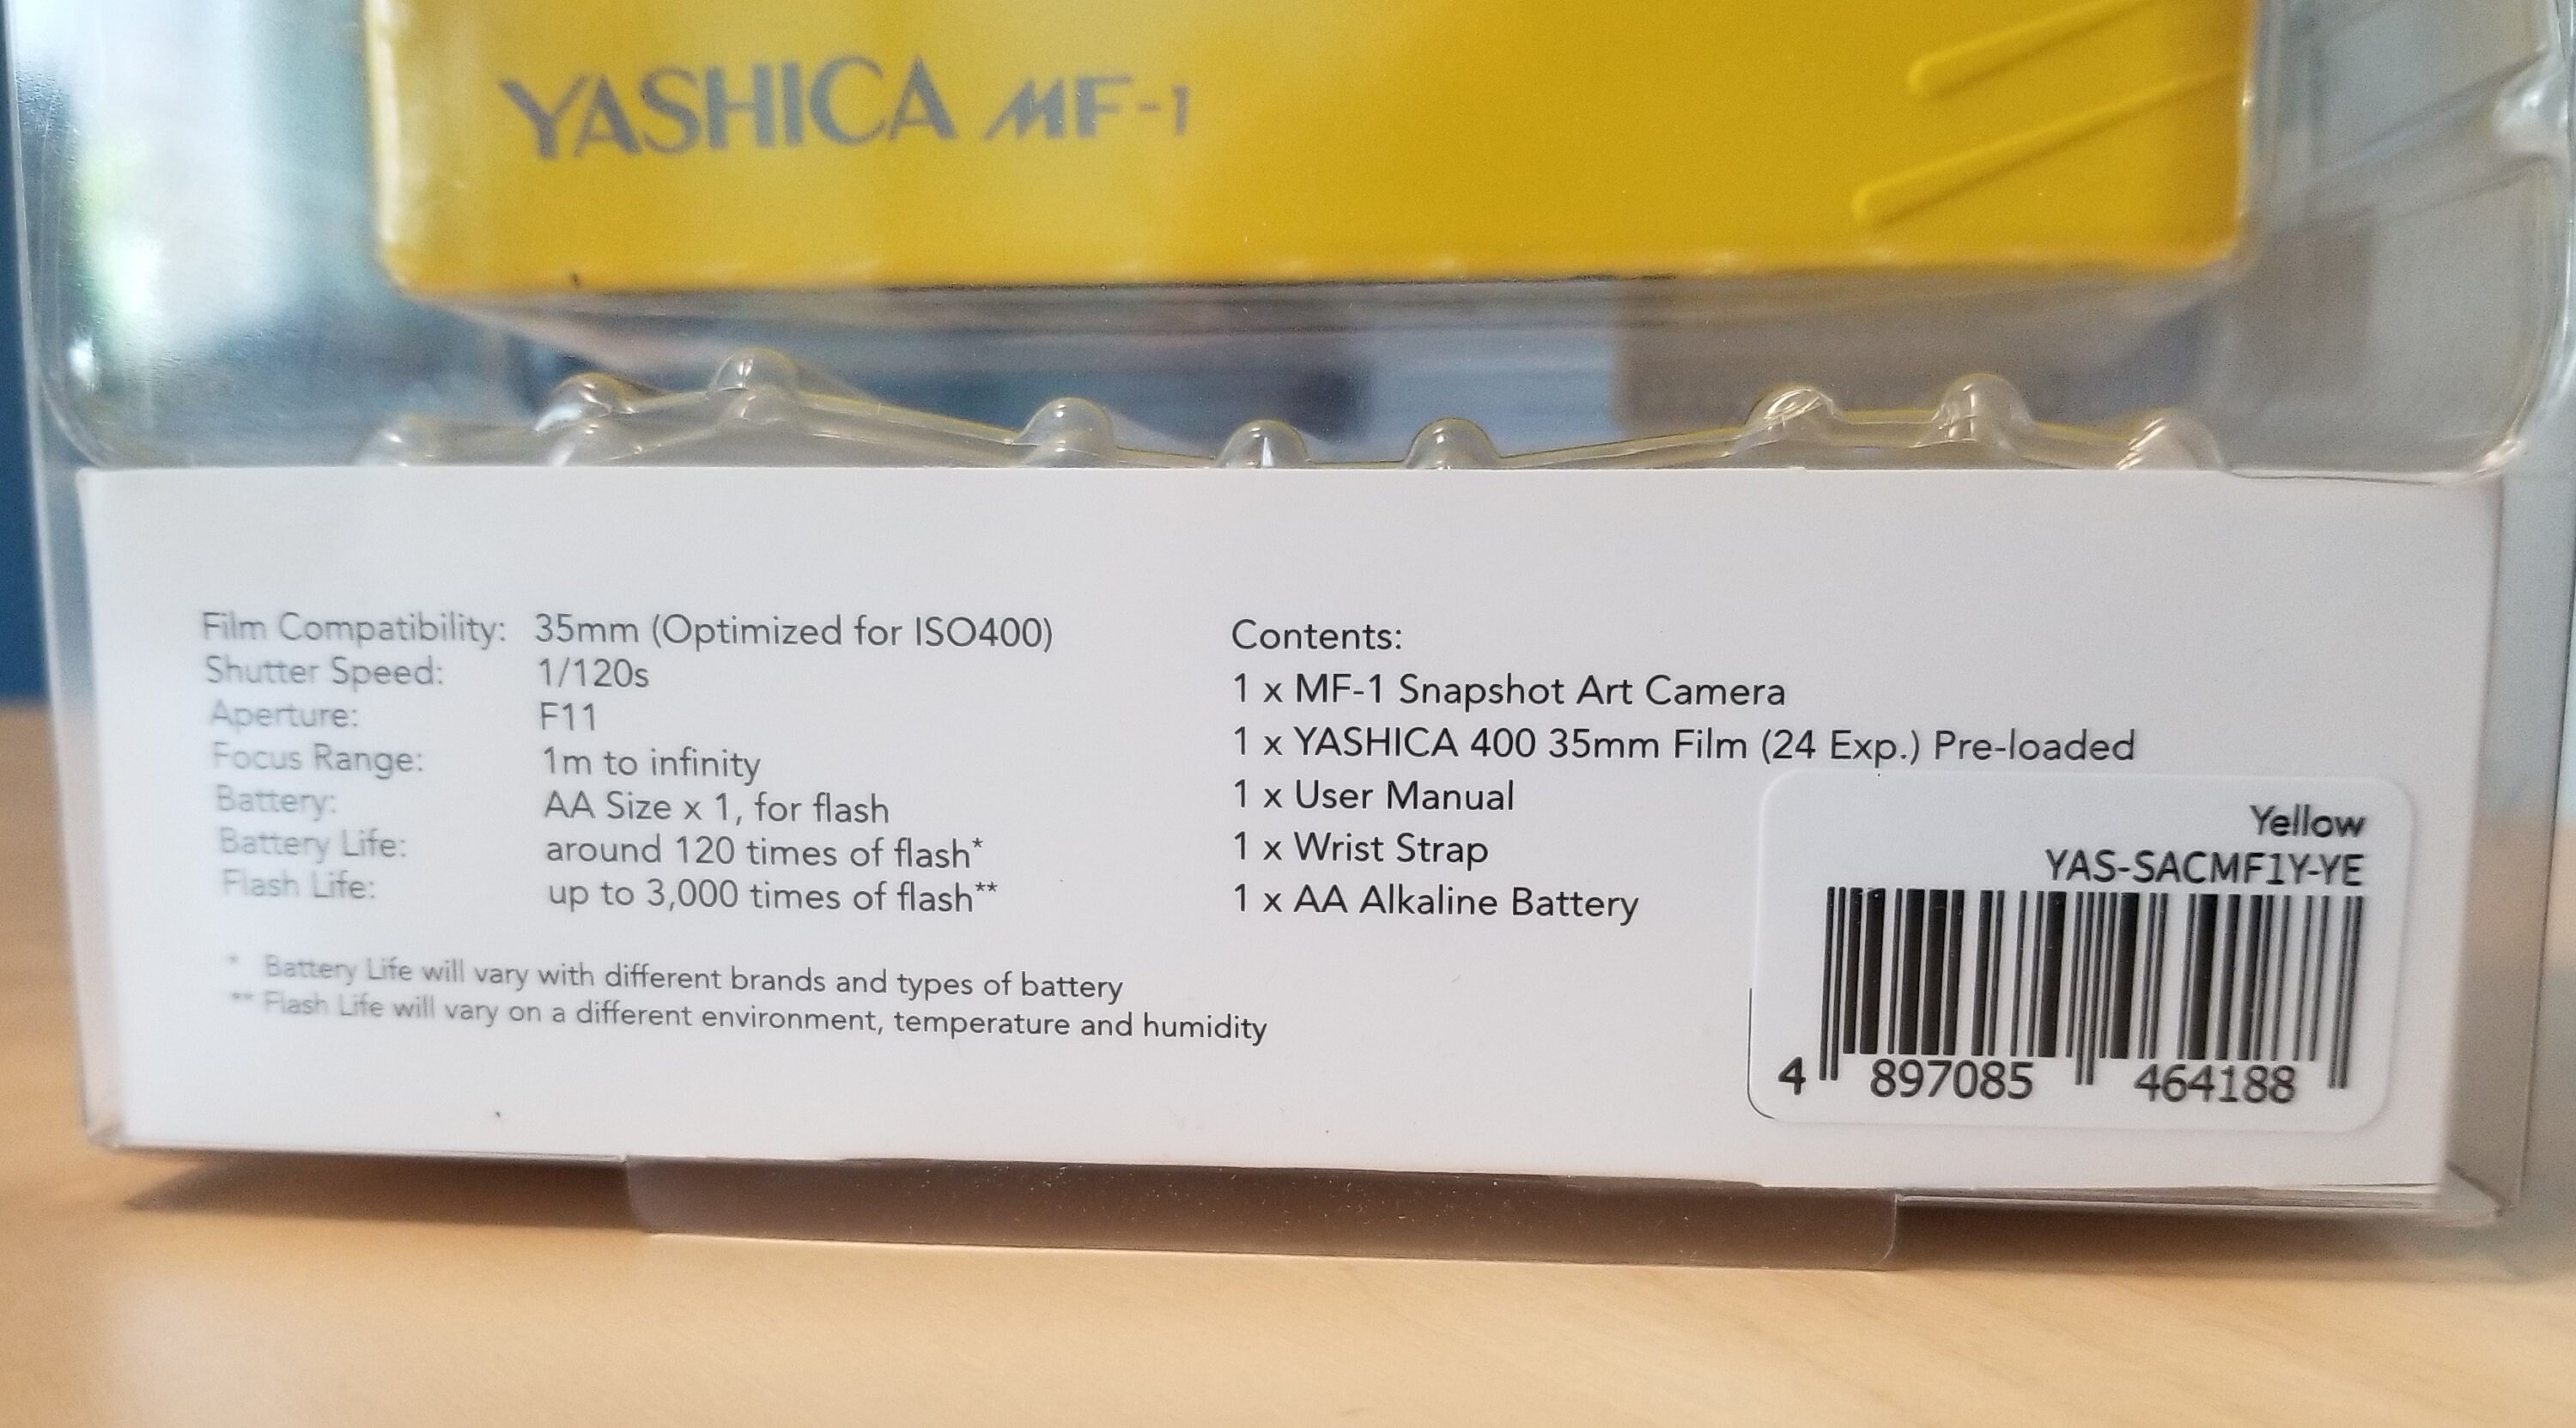 YASHICA MF-1
Film Compatibility: 35mm (Optimized for ISO400)
Shutter Speed: 1/120s
Aperture: F11
Focus Range: 1m to infinity
Battery: AA Size x 1, for flash
Battery Life: around 120 times of flash*
Flash Life: up to 3,000 times of flash**
* Battery Life will vary with different brands and types of battery
** Flash Life will vary on a different environment, temperature and humidity
Contents:
1 x MF-1 Snapshot Art Camera
1 x YASHICA 400 35mm Film (24 Exp.) Pre-loaded
1 x User Manual
1 x Wrist Strap
1 x AA Alkaline Battery
Yellow
YAS-SACMF1Y-YE
4 897085 464188